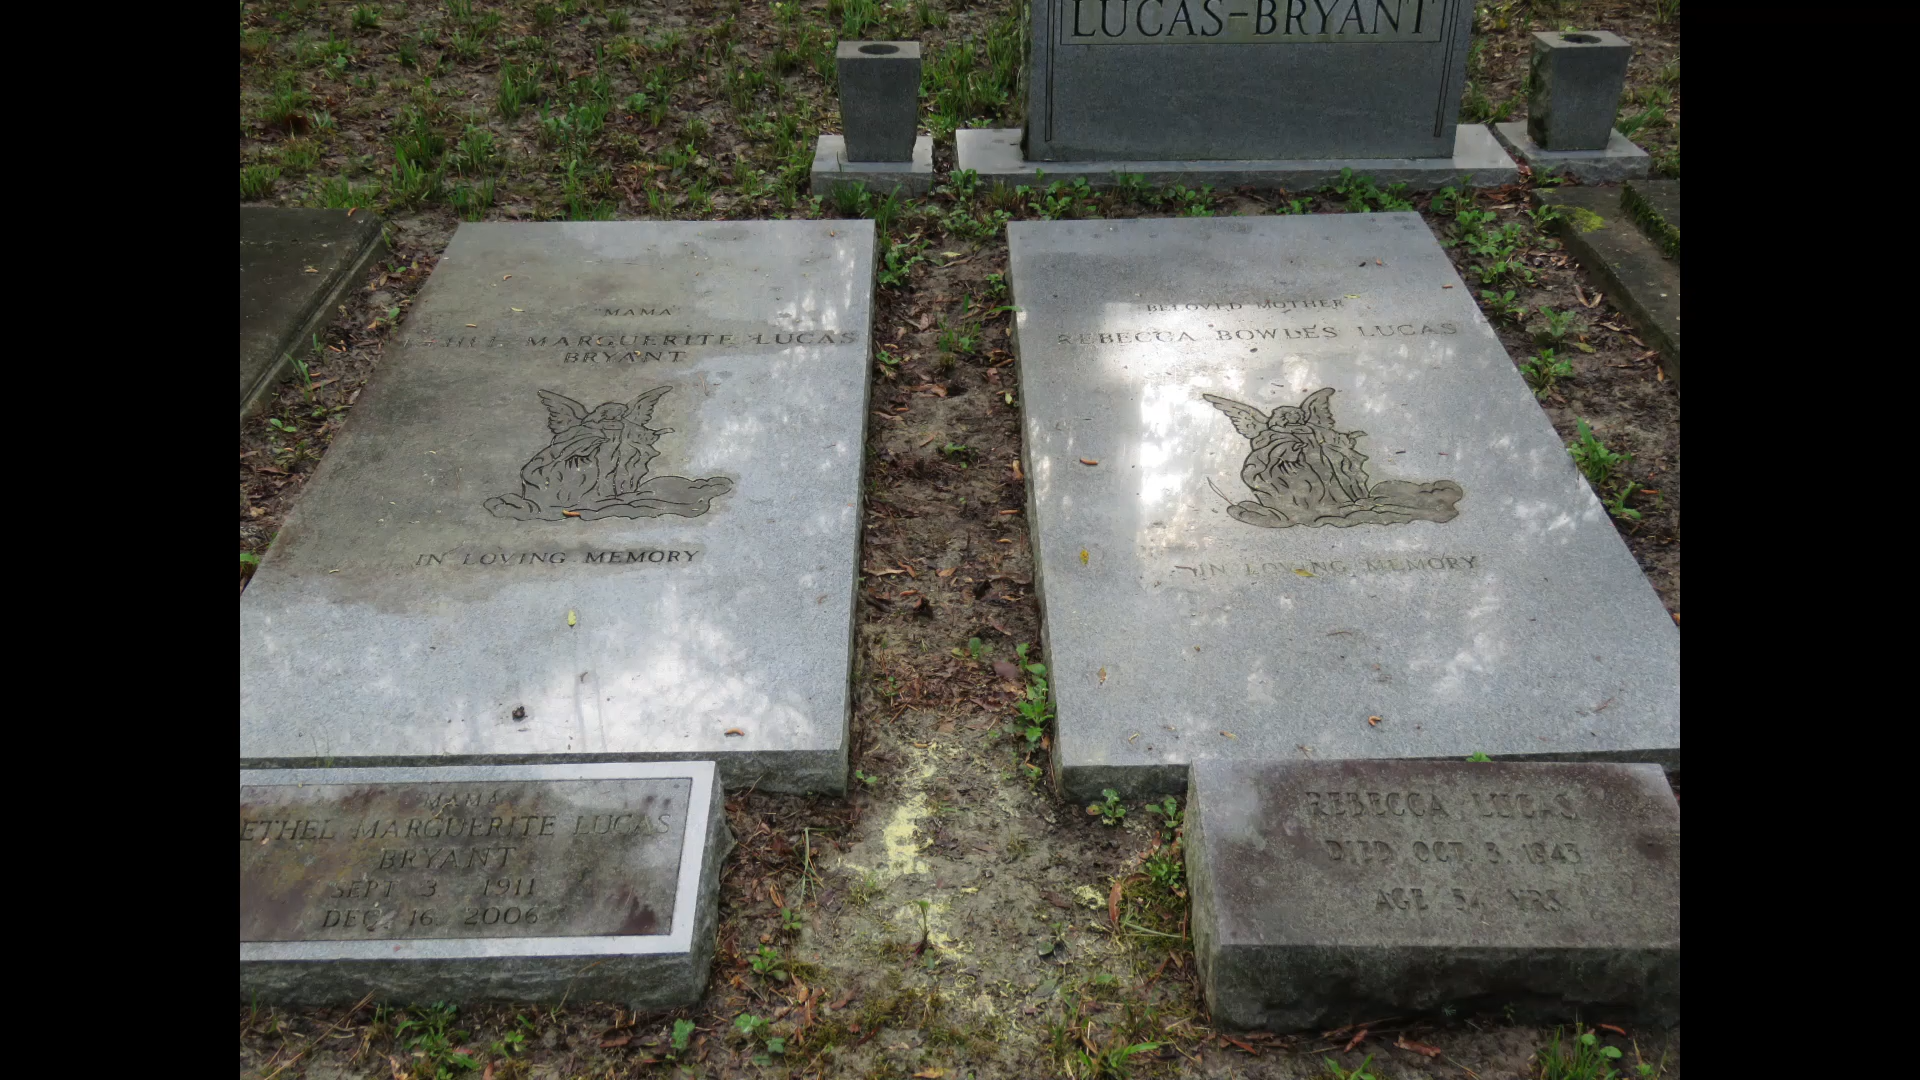 LUCAS-BRYANT
"MAMA"
ETHEL MARGUERITE LUCAS
BRYANT
IN LOVING MEMORY
BELOVED MOTHER
REBECCA BOWLES LUCAS
IN LOVING MEMORY
MAMA
ETHEL MARGUERITE LUCAS
BRYANT
SEPT 3 1911
DEC. 16 2006
REBECCA LUCAS
DIED OCT 3, 1943
AGE 54 YRS.